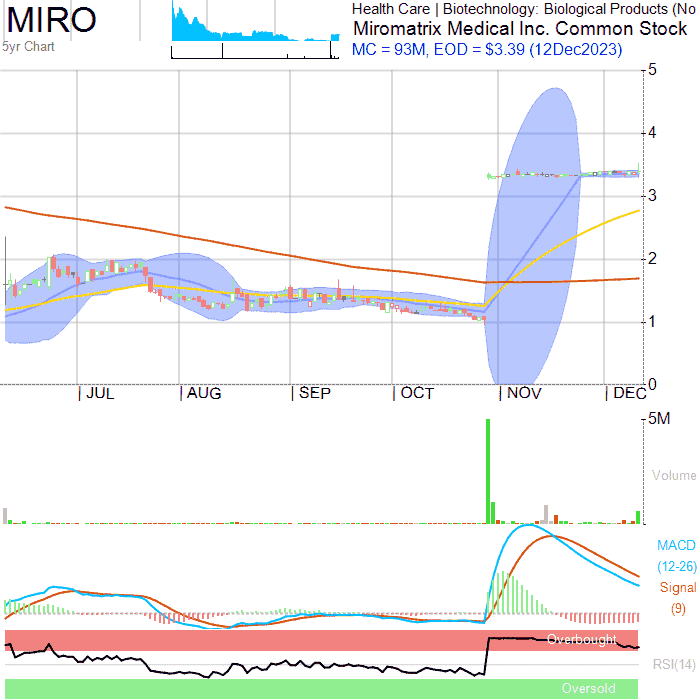 MIRO
5yr Chart
Health Care | Biotechnology: Biological Products (No
Miromatrix Medical Inc. Common Stock
MC = 93M, EOD = $3.39 (12Dec2023)
5
4
3
2
1
0
| JUL | AUG | SEP | OCT | NOV | DEC
5M
Volume
MACD
(12-26)
Signal
(9)
Overbought
RSI(14)
Oversold